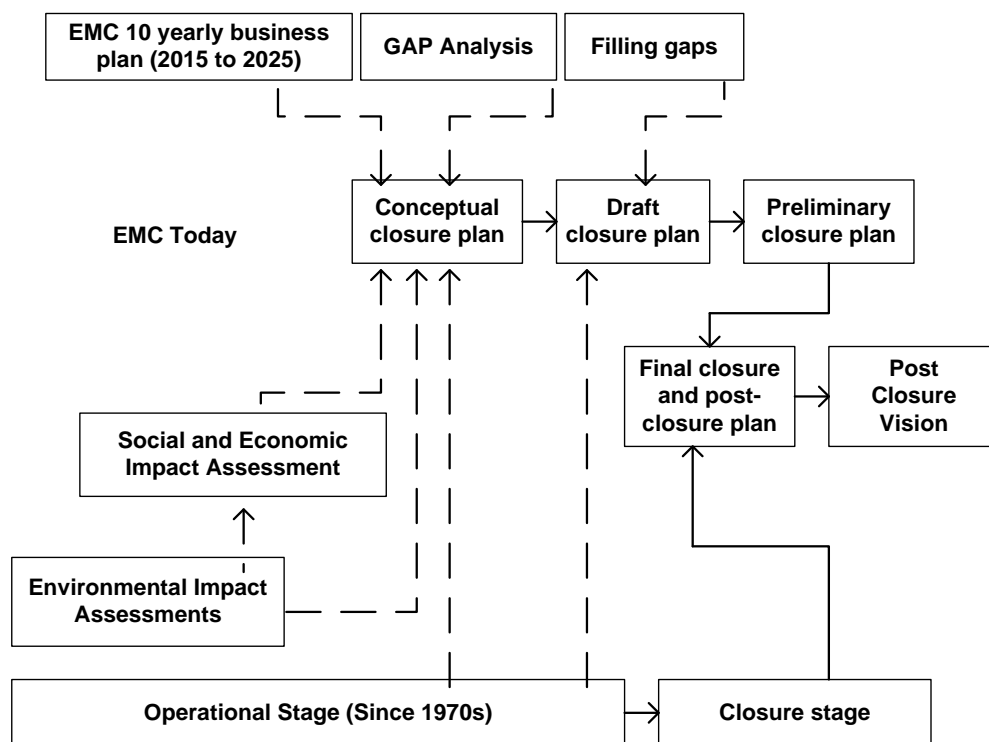 EMC 10 yearly business
plan (2015 to 2025)
GAP Analysis
Filling gaps
EMC Today
Conceptual
closure plan
Draft
closure plan
Preliminary
closure plan
Final closure
and post-
closure plan
Post
Closure
Vision
Social and Economic
Impact Assessment
Environmental Impact
Assessments
Operational Stage (Since 1970s)
Closure stage